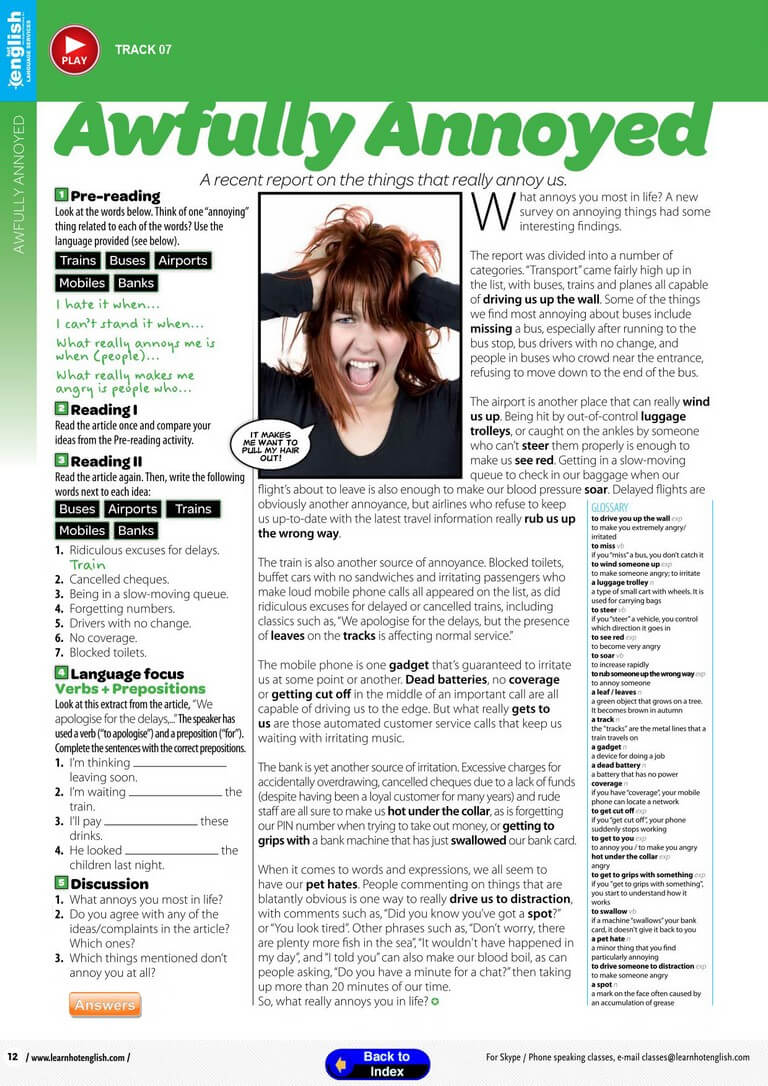 english
LANGUAGE SERVICES
PLAY
TRACK 07
AWFULLY ANNOYED
Awfully Annoyed
A recent report on the things that really annoy us.
1 Pre-reading
Look at the words below. Think of one “annoying”
thing related to each of the words? Use the
language provided (see below).
Trains Buses Airports
Mobiles Banks
I hate it when...
I can't stand it when...
What really annoys me is
when (people)...
What really makes me
angry is people who...
2 Reading I
Read the article once and compare your
ideas from the Pre-reading activity.
3 Reading II
Read the article again. Then, write the following
words next to each idea:
Buses Airports Trains
Mobiles Banks
1. Ridiculous excuses for delays.
Train
2. Cancelled cheques.
3. Being in a slow-moving queue.
4. Forgetting numbers.
5. Drivers with no change.
6. No coverage.
7. Blocked toilets.
4 Language focus
Verbs + Prepositions
Look at this extract from the article, “We
apologise for the delays,...” The speaker has
used a verb (“to apologise”) and a preposition (“for”).
Complete the sentences with the correct prepositions.
1. I'm thinking ____________
leaving soon.
2. I'm waiting ____________ the
train.
3. I'll pay ____________ these
drinks.
4. He looked ____________ the
children last night.
5 Discussion
1. What annoys you most in life?
2. Do you agree with any of the
ideas/complaints in the article?
Which ones?
3. Which things mentioned don't
annoy you at all?
Answers
IT MAKES
ME WANT TO
PULL MY HAIR
OUT!
What annoys you most in life? A new
survey on annoying things had some
interesting findings.
The report was divided into a number of
categories. “Transport” came fairly high up in
the list, with buses, trains and planes all capable
of driving us up the wall. Some of the things
we find most annoying about buses include
missing a bus, especially after running to the
bus stop, bus drivers with no change, and
people in buses who crowd near the entrance,
refusing to move down to the end of the bus.
The airport is another place that can really wind
us up. Being hit by out-of-control luggage
trolleys, or caught on the ankles by someone
who can't steer them properly is enough to
make us see red. Getting in a slow-moving
queue to check in our baggage when our
flight's about to leave is also enough to make our blood pressure soar. Delayed flights are
obviously another annoyance, but airlines who refuse to keep
us up-to-date with the latest travel information really rub us up
the wrong way.
The train is also another source of annoyance. Blocked toilets,
buffet cars with no sandwiches and irritating passengers who
make loud mobile phone calls all appeared on the list, as did
ridiculous excuses for delayed or cancelled trains, including
classics such as, “We apologise for the delays, but the presence
of leaves on the tracks is affecting normal service.”
The mobile phone is one gadget that's guaranteed to irritate
us at some point or another. Dead batteries, no coverage
or getting cut off in the middle of an important call are all
capable of driving us to the edge. But what really gets to
us are those automated customer service calls that keep us
waiting with irritating music.
The bank is yet another source of irritation. Excessive charges for
accidentally overdrawing, cancelled cheques due to a lack of funds
(despite having been a loyal customer for many years) and rude
staff are all sure to make us hot under the collar, as is forgetting
our PIN number when trying to take out money, or getting to
grips with a bank machine that has just swallowed our bank card.
When it comes to words and expressions, we all seem to
have our pet hates. People commenting on things that are
blatantly obvious is one way to really drive us to distraction,
with comments such as, “Did you know you've got a spot?”
or “You look tired”. Other phrases such as, “Don't worry, there
are plenty more fish in the sea”, “It wouldn't have happened in
my day”, and “I told you” can also make our blood boil, as can
people asking, “Do you have a minute for a chat?” then taking
up more than 20 minutes of our time.
So, what really annoys you in life?
GLOSSARY
to drive you up the wall exp
to make you extremely angry/
irritated
to miss vb
if you “miss” a bus, you don't catch it
to wind someone up exp
to make someone angry; to irritate
a luggage trolley n
a type of small cart with wheels. It is
used for carrying bags
to steer vb
if you “steer” a vehicle, you control
which direction it goes in
to see red exp
to become very angry
to soar vb
to increase rapidly
to rub someone up the wrong way exp
to annoy someone
a leaf / leaves n
a green object that grows on a tree.
It becomes brown in autumn
a track n
the “tracks” are the metal lines that a
train travels on
a gadget n
a device for doing a job
a dead battery n
a battery that has no power
coverage n
if you have “coverage”, your mobile
phone can locate a network
to get cut off exp
if you “get cut off”, your phone
suddenly stops working
to get to you exp
to annoy you / to make you angry
hot under the collar exp
angry
to get to grips with something exp
if you “get to grips with something”,
you start to understand how it
works
to swallow vb
if a machine “swallows” your bank
card, it doesn't give it back to you
a pet hate n
a minor thing that you find
particularly annoying
to drive someone to distraction exp
to make someone angry
a spot n
a mark on the face often caused by
an accumulation of grease
12 / www.learnhotenglish.com /
Back to
Index
For Skype / Phone speaking classes, e-mail classes@learnhotenglish.com